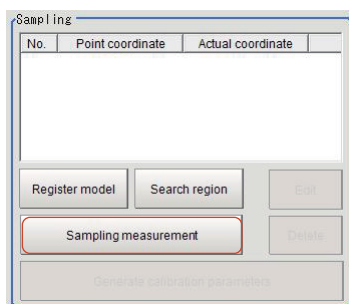 Sampling
No. Point coordinate Actual coordinate
Register model Search region Edit
Sampling measurement Delete
Generate calibration parameters